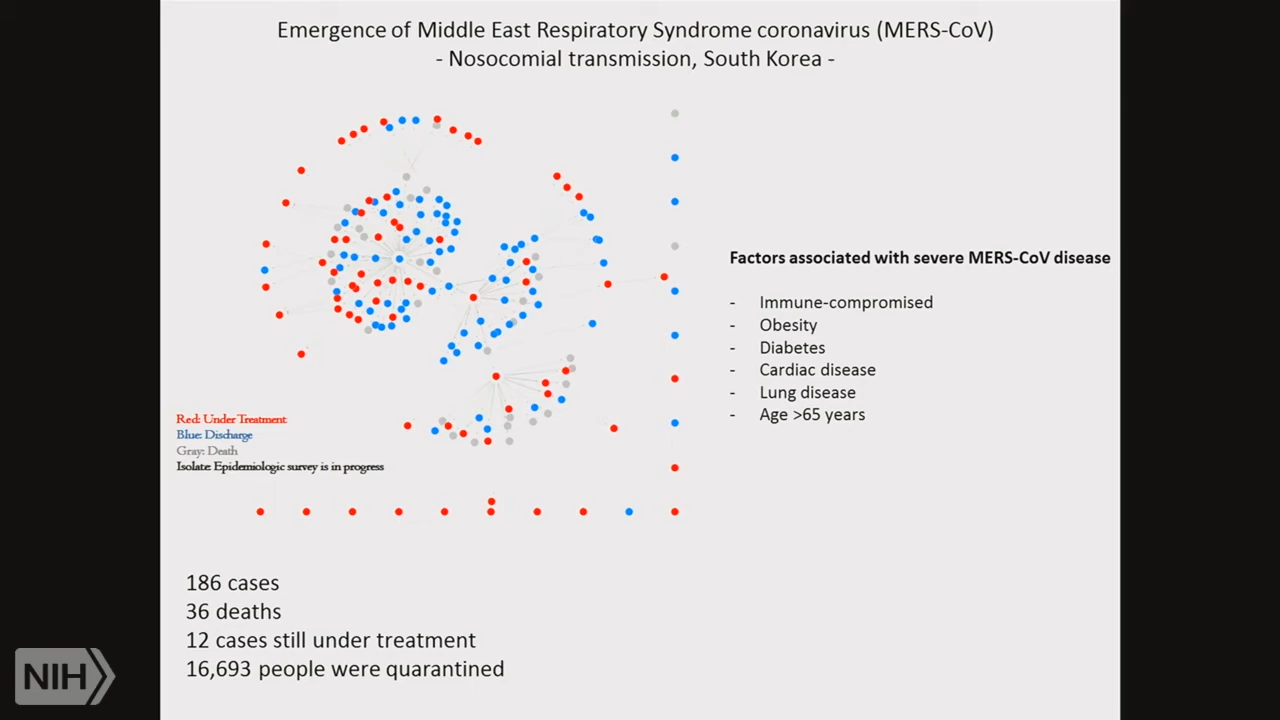 Emergence of Middle East Respiratory Syndrome coronavirus (MERS-CoV)
- Nosocomial transmission, South Korea -
Factors associated with severe MERS-CoV disease
- Immune-compromised
- Obesity
- Diabetes
- Cardiac disease
- Lung disease
- Age >65 years
Red: Under Treatment
Blue: Discharge
Gray: Death
Isolate: Epidemiologic survey is in progress
186 cases
36 deaths
12 cases still under treatment
16,693 people were quarantined
NIH